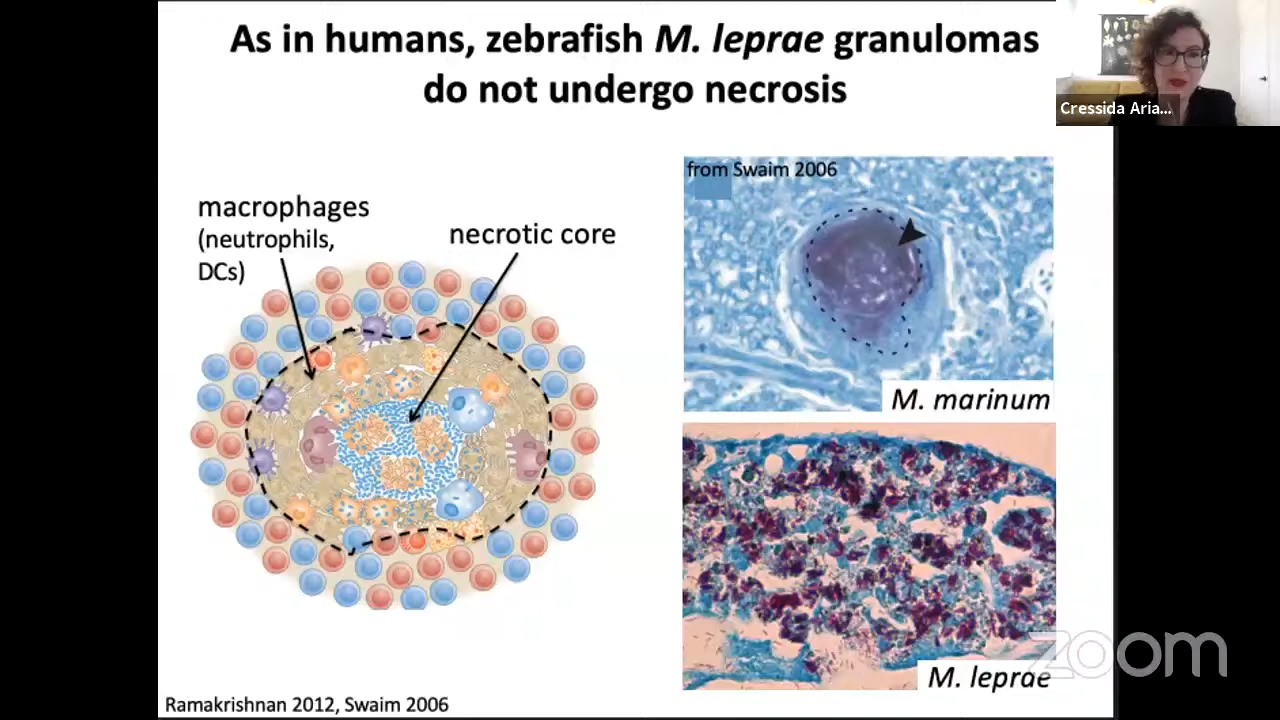 As in humans, zebrafish M. leprae granulomas
do not undergo necrosis
Cressida Aria...
from Swaim 2006
macrophages
(neutrophils,
DCs)
necrotic core
M. marinum
M. leprae
zoom
Ramakrishnan 2012, Swaim 2006